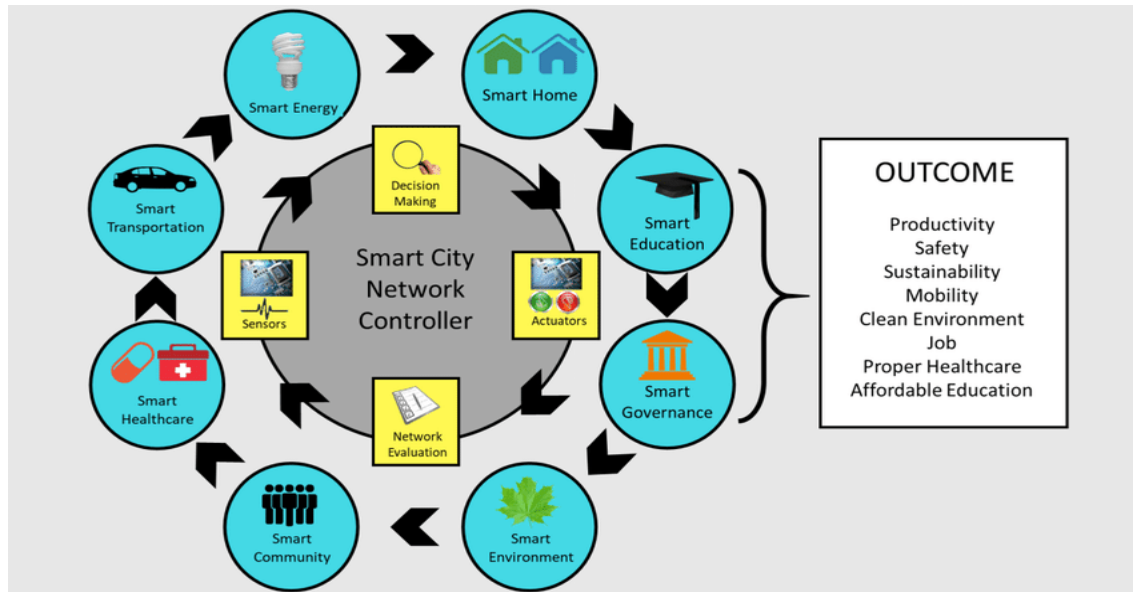 Smart Energy
Smart Home
Smart
Transportation
Decision
Making
Smart
Education
Smart City
Network
Controller
Sensors
Actuators
Smart
Healthcare
Network
Evaluation
Smart
Governance
Smart
Community
Smart
Environment
OUTCOME
Productivity
Safety
Sustainability
Mobility
Clean Environment
Job
Proper Healthcare
Affordable Education